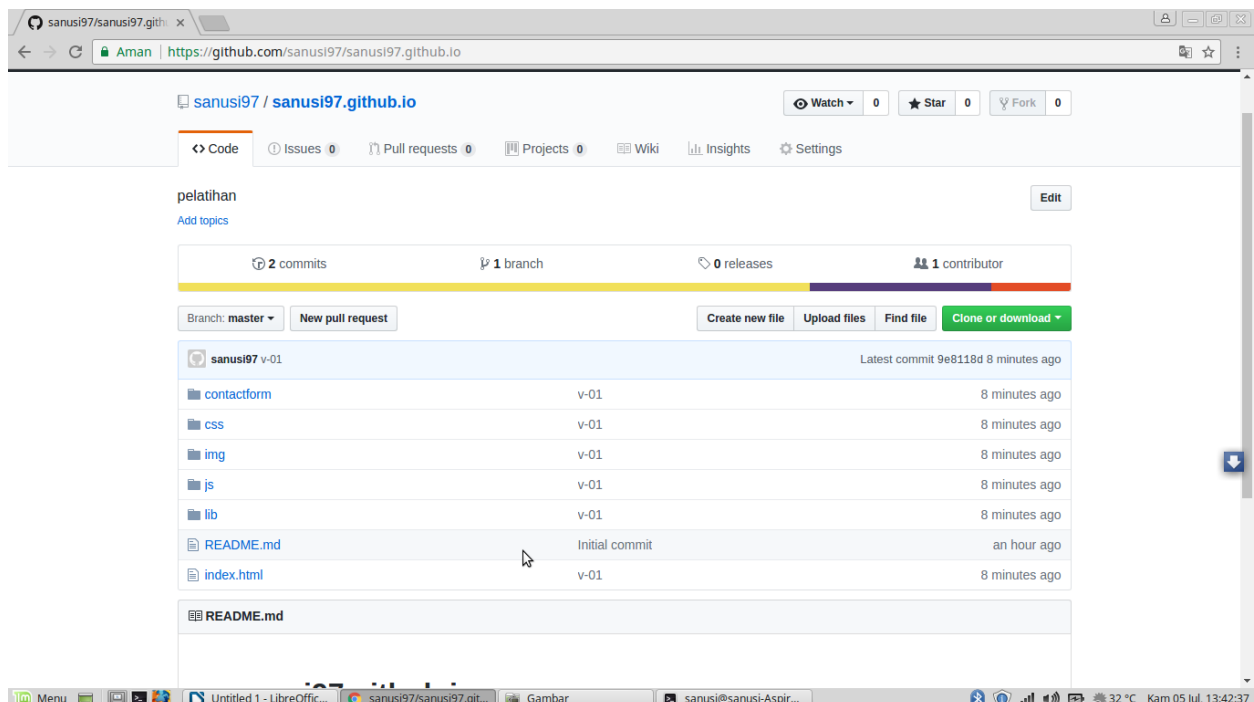 sanusi97/sanusi97.gith
Aman | https://github.com/sanusi97/sanusi97.github.io
sanusi97 / sanusi97.github.io
Watch 0 Star 0 Fork 0
Code Issues 0 Pull requests 0 Projects 0 Wiki Insights Settings
pelatihan
Edit
Add topics
2 commits 1 branch 0 releases 1 contributor
Branch: master New pull request Create new file Upload files Find file Clone or download
sanusi97 v-01 Latest commit 9e8118d 8 minutes ago
contactform v-01 8 minutes ago
css v-01 8 minutes ago
img v-01 8 minutes ago
js v-01 8 minutes ago
lib v-01 8 minutes ago
README.md Initial commit an hour ago
index.html v-01 8 minutes ago
README.md
Menu Untitled 1 - LibreOffic... sanusi97/sanusi97.git... Gambar sanusi@sanusi-Aspir... 32 °C Kam 05 Jul, 13:42:37